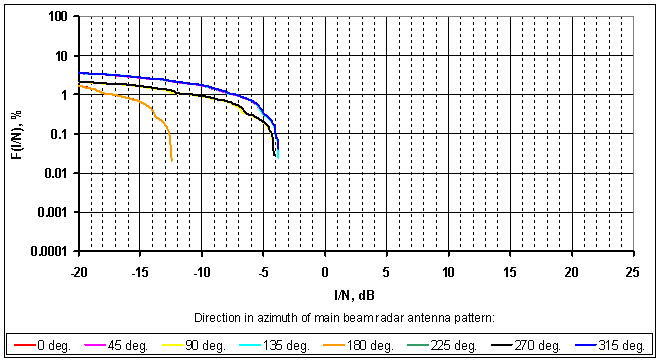 100
10
1
0.1
0.01
0.001
0.0001
F(I/N), %
-20 -15 -10 -5 0 5 10 15 20 25
I/N, dB
Direction in azimuth of main beam radar antenna pattern:
0 deg. 45 deg. 90 deg. 135 deg. 180 deg. 225 deg. 270 deg. 315 deg.